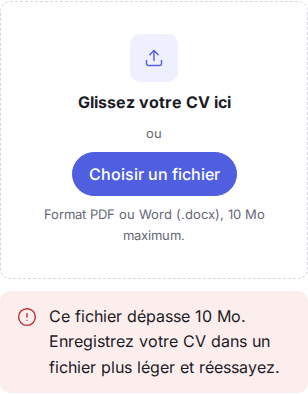 Glissez votre CV ici
ou
Choisir un fichier
Format PDF ou Word (.docx), 10 Mo
maximum.
Ce fichier dépasse 10 Mo.
Enregistrez votre CV dans un
fichier plus léger et réessayez.